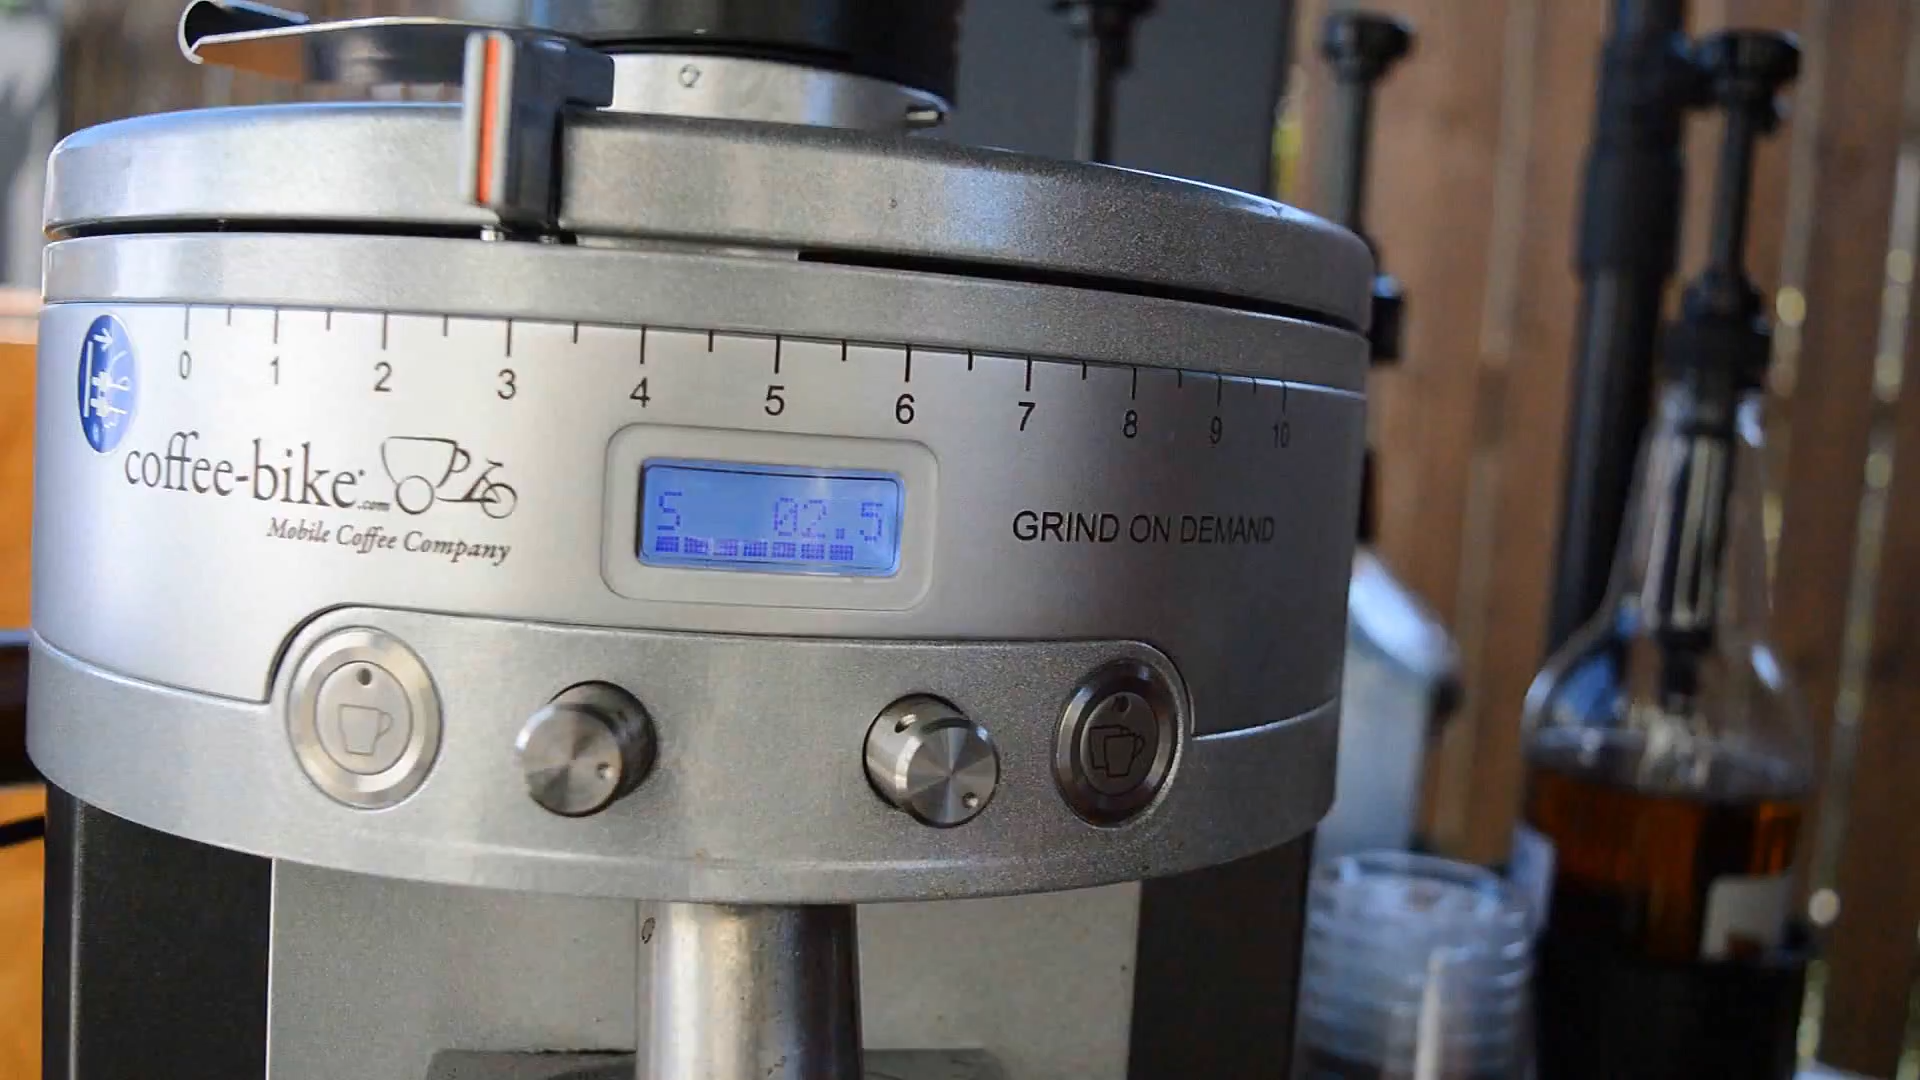 0 1 2 3 4 5 6 7 8 9 10
coffee-bike.com
Mobile Coffee Company
S 02.5
GRIND ON DEMAND